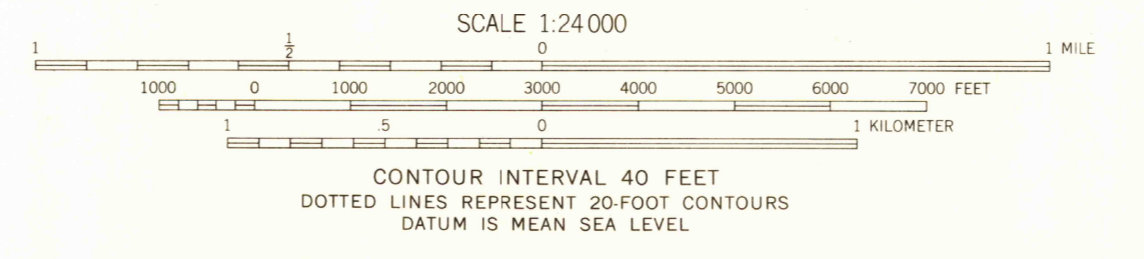 SCALE 1:24 000
1 1/2 0 1 MILE
1000 0 1000 2000 3000 4000 5000 6000 7000 FEET
1 .5 0 1 KILOMETER
CONTOUR INTERVAL 40 FEET
DOTTED LINES REPRESENT 20-FOOT CONTOURS
DATUM IS MEAN SEA LEVEL